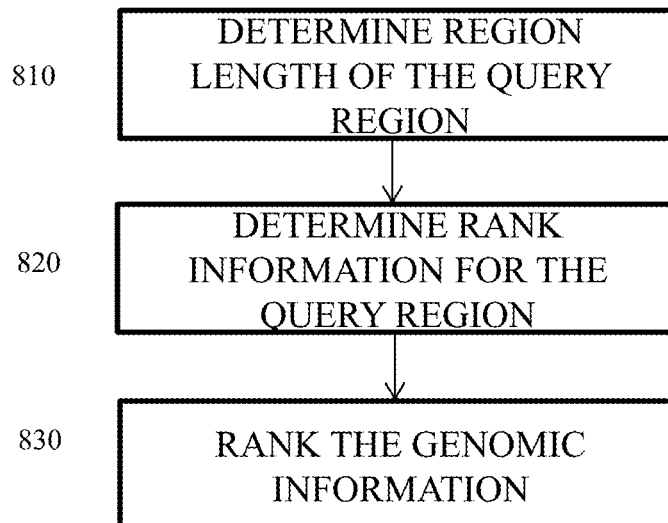 810
DETERMINE REGION
LENGTH OF THE QUERY
REGION
820
DETERMINE RANK
INFORMATION FOR THE
QUERY REGION
830
RANK THE GENOMIC
INFORMATION